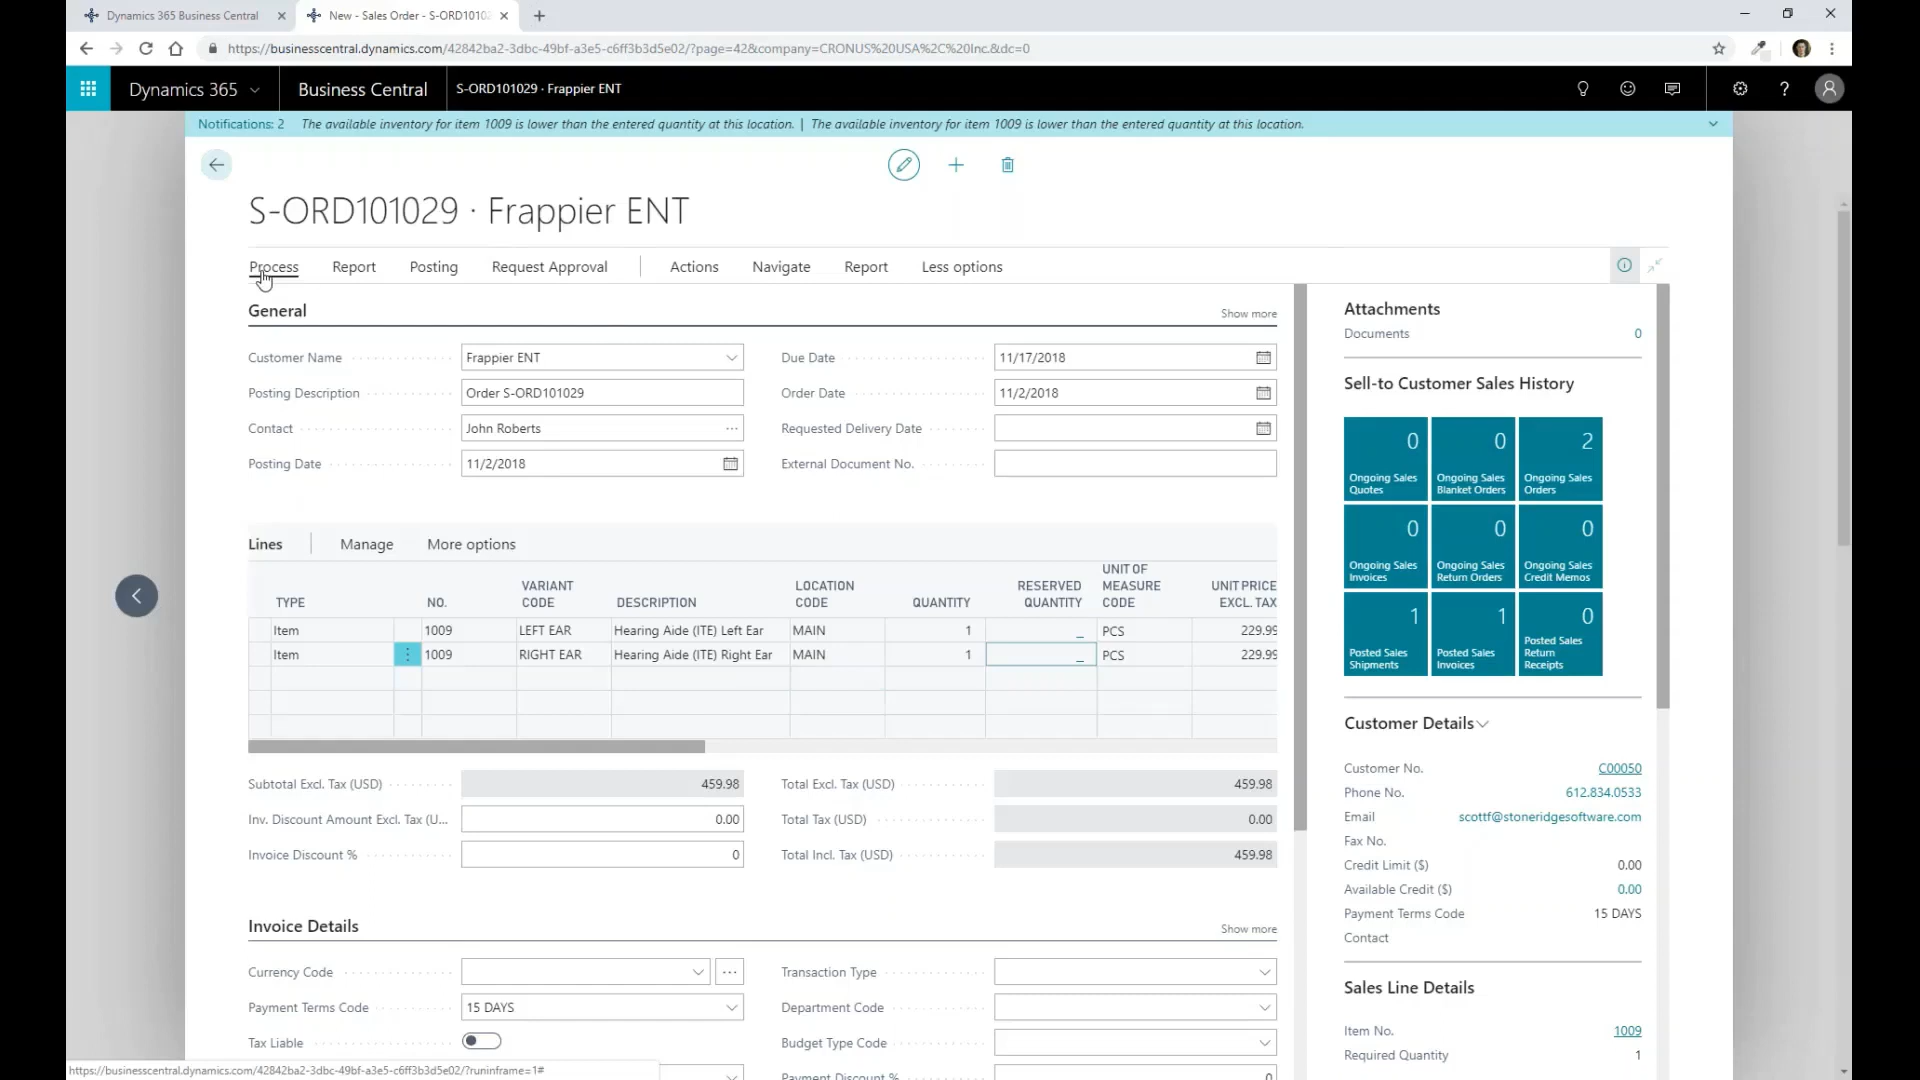 Dynamics 365 Business Central
New - Sales Order - S-ORD10102
https://businesscentral.dynamics.com/42842ba2-3dbc-49bf-a3e5-c6ff3b3d5e02/?page=42&company=CRONUS%20USA%2C%20Inc.&dc=0
Dynamics 365
Business Central
S-ORD101029 · Frappier ENT
Notifications: 2 The available inventory for item 1009 is lower than the entered quantity at this location. | The available inventory for item 1009 is lower than the entered quantity at this location.
S-ORD101029 · Frappier ENT
Process Report Posting Request Approval | Actions Navigate Report Less options
General
Show more
Customer Name Frappier ENT
Due Date 11/17/2018
Posting Description Order S-ORD101029
Order Date 11/2/2018
Contact John Roberts
Requested Delivery Date
Posting Date 11/2/2018
External Document No.
Lines | Manage More options
TYPE NO. VARIANT CODE DESCRIPTION LOCATION CODE QUANTITY RESERVED QUANTITY UNIT OF MEASURE CODE UNIT PRICE EXCL. TAX
Item 1009 LEFT EAR Hearing Aide (ITE) Left Ear MAIN 1 _ PCS 229.99
Item 1009 RIGHT EAR Hearing Aide (ITE) Right Ear MAIN 1 _ PCS 229.99
Subtotal Excl. Tax (USD) 459.98
Total Excl. Tax (USD) 459.98
Inv. Discount Amount Excl. Tax (U... 0.00
Total Tax (USD) 0.00
Invoice Discount % 0
Total Incl. Tax (USD) 459.98
Invoice Details
Show more
Currency Code
Transaction Type
Payment Terms Code 15 DAYS
Department Code
Tax Liable
Budget Type Code
Payment Discount % 0
Attachments
Documents 0
Sell-to Customer Sales History
0 Ongoing Sales Quotes
0 Ongoing Sales Blanket Orders
2 Ongoing Sales Orders
0 Ongoing Sales Invoices
0 Ongoing Sales Return Orders
0 Ongoing Sales Credit Memos
1 Posted Sales Shipments
1 Posted Sales Invoices
0 Posted Sales Return Receipts
Customer Details
Customer No. C00050
Phone No. 612.834.0533
Email scottf@stoneridgesoftware.com
Fax No.
Credit Limit ($) 0.00
Available Credit ($) 0.00
Payment Terms Code 15 DAYS
Contact
Sales Line Details
Item No. 1009
Required Quantity 1
https://businesscentral.dynamics.com/42842ba2-3dbc-49bf-a3e5-c6ff3b3d5e02/?runinframe=1#